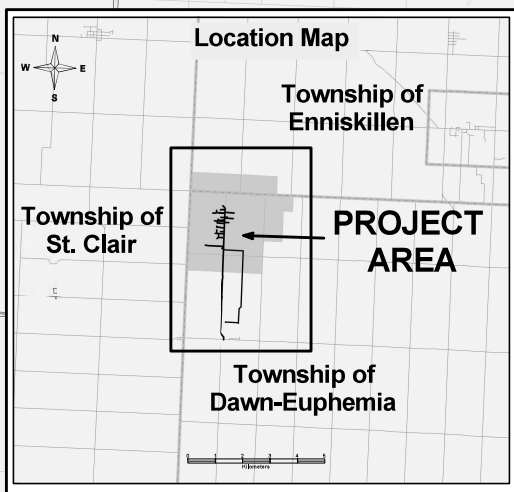 Location Map
N
W E
S
Township of
Enniskillen
Township of
St. Clair
PROJECT
AREA
Township of
Dawn-Euphemia
0 1 2 3 4 5
Kilometers